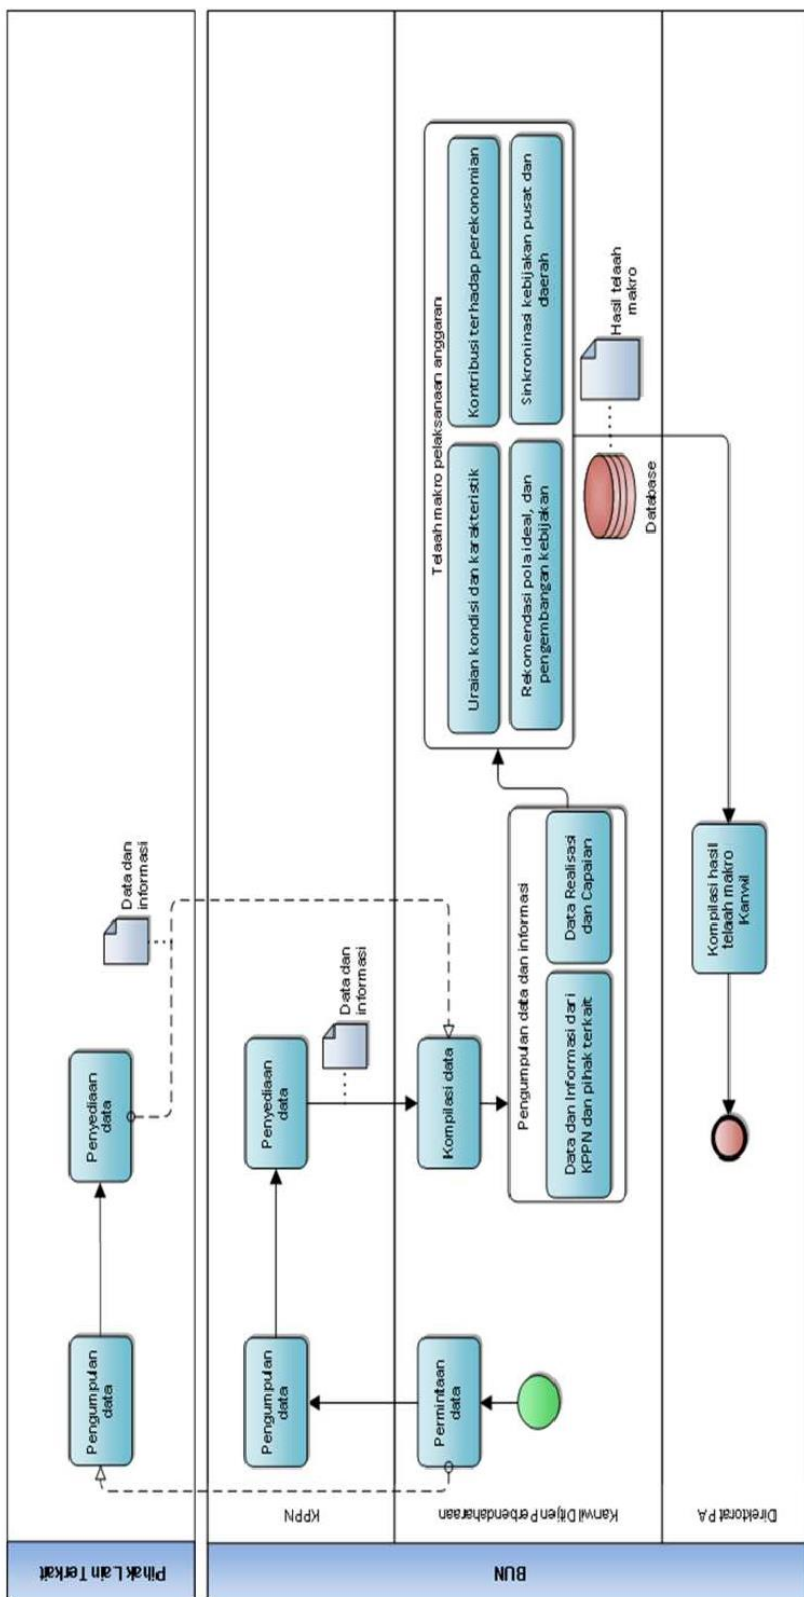 Pihak Lain Terkait
Pengumpulan
data
Penyediaan
data
Data dan
informasi
BUN
KPPN
Pengumpulan
data
Penyediaan
data
Data dan
informasi
Kanwil Ditjen Perbendaharaan
Permintaan
data
Kompilasi data
Pengumpulan data dan informasi
Data dan Informasi dari
KPPN dan pihak terkait
Data Realisasi
dan Capaian
Telaah makro pelaksanaan anggaran
Uraian kondisi dan karakteristik
Kontribusi terhadap perekonomian
Rekomendasi pola ideal, dan
pengembangan kebijakan
Sinkroninasi kebijakan pusat dan
daerah
Database
Hasil telaah
makro
Direktorat P.A
Kompilasi hasil
telaah makro
Kanwil